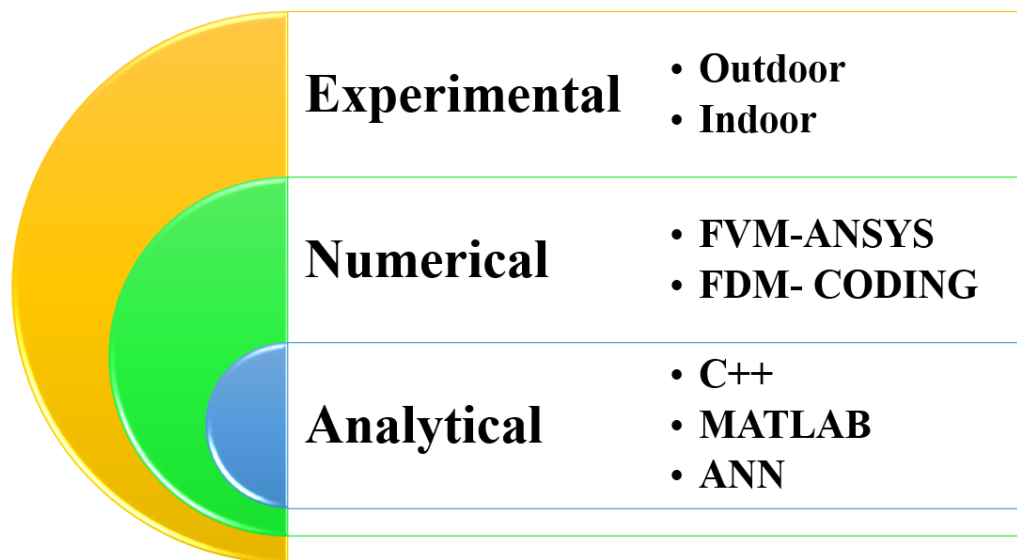 Experimental
• Outdoor
• Indoor
Numerical
• FVM-ANSYS
• FDM- CODING
Analytical
• C++
• MATLAB
• ANN